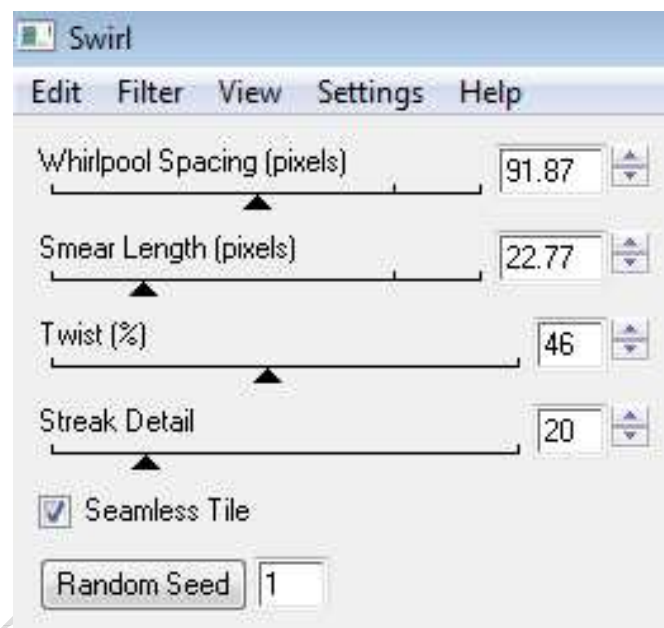 Swirl
Edit Filter View Settings Help
Whirlpool Spacing (pixels) 91.87
Smear Length (pixels) 22.77
Twist (%) 46
Streak Detail 20
Seamless Tile
Random Seed 1